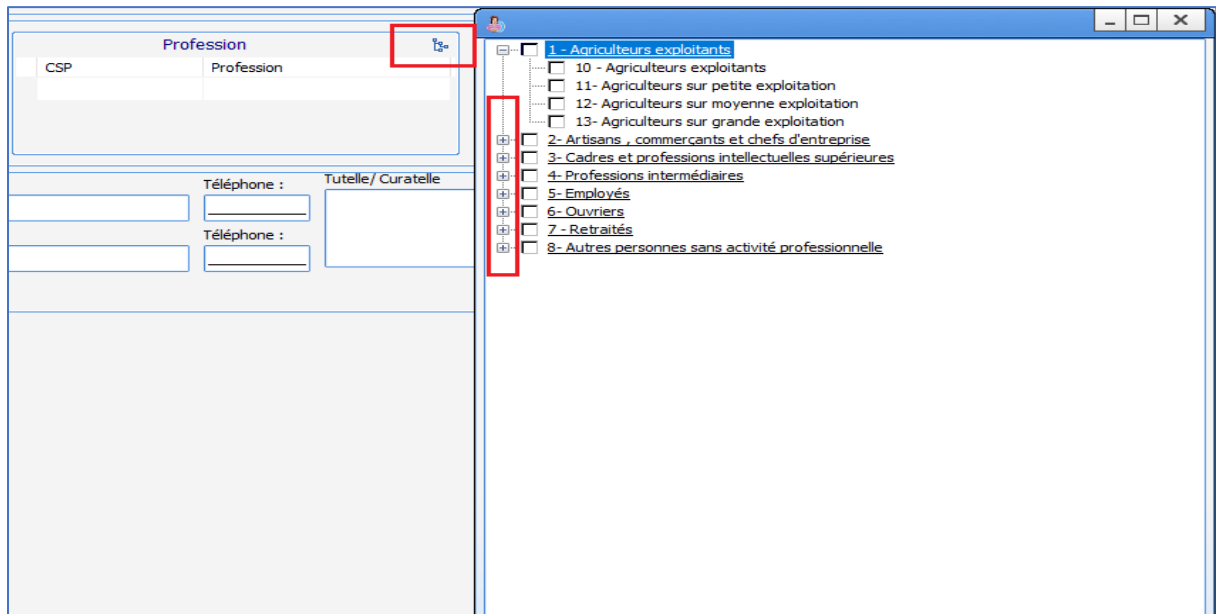 Profession
CSP Profession
Téléphone : Tutelle/ Curatelle
Téléphone :
1 - Agriculteurs exploitants
10 - Agriculteurs exploitants
11- Agriculteurs sur petite exploitation
12- Agriculteurs sur moyenne exploitation
13- Agriculteurs sur grande exploitation
2- Artisans , commerçants et chefs d'entreprise
3- Cadres et professions intellectuelles supérieures
4- Professions intermédiaires
5- Employés
6- Ouvriers
7 - Retraités
8- Autres personnes sans activité professionnelle